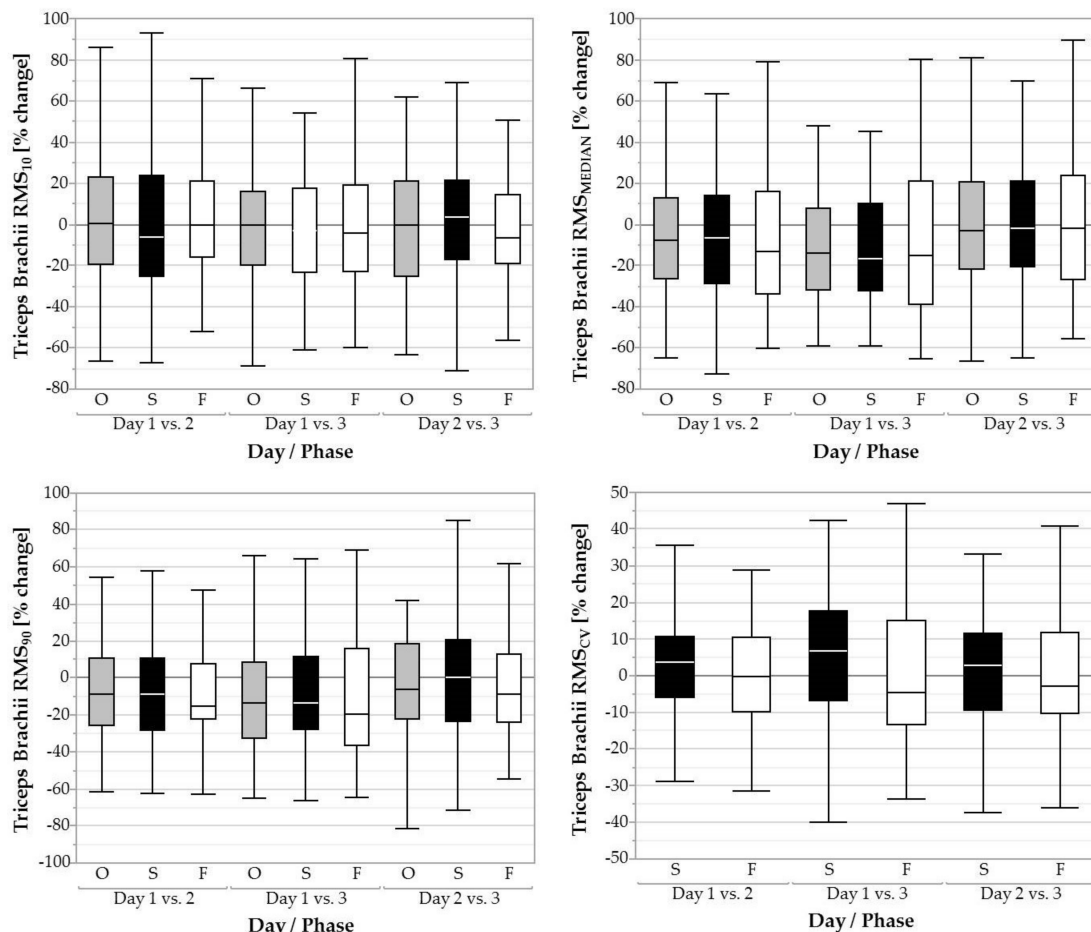 Triceps Brachii RMS10 [% change]
100
80
60
40
20
0
-20
-40
-60
-80
O S F O S F O S F
Day 1 vs. 2 Day 1 vs. 3 Day 2 vs. 3
Day / Phase
Triceps Brachii RMSMEDIAN [% change]
100
80
60
40
20
0
-20
-40
-60
-80
O S F O S F O S F
Day 1 vs. 2 Day 1 vs. 3 Day 2 vs. 3
Day / Phase
Triceps Brachii RMS90 [% change]
100
80
60
40
20
0
-20
-40
-60
-80
-100
O S F O S F O S F
Day 1 vs. 2 Day 1 vs. 3 Day 2 vs. 3
Day / Phase
Triceps Brachii RMSCV [% change]
50
40
30
20
10
0
-10
-20
-30
-40
-50
S F S F S F
Day 1 vs. 2 Day 1 vs. 3 Day 2 vs. 3
Day / Phase